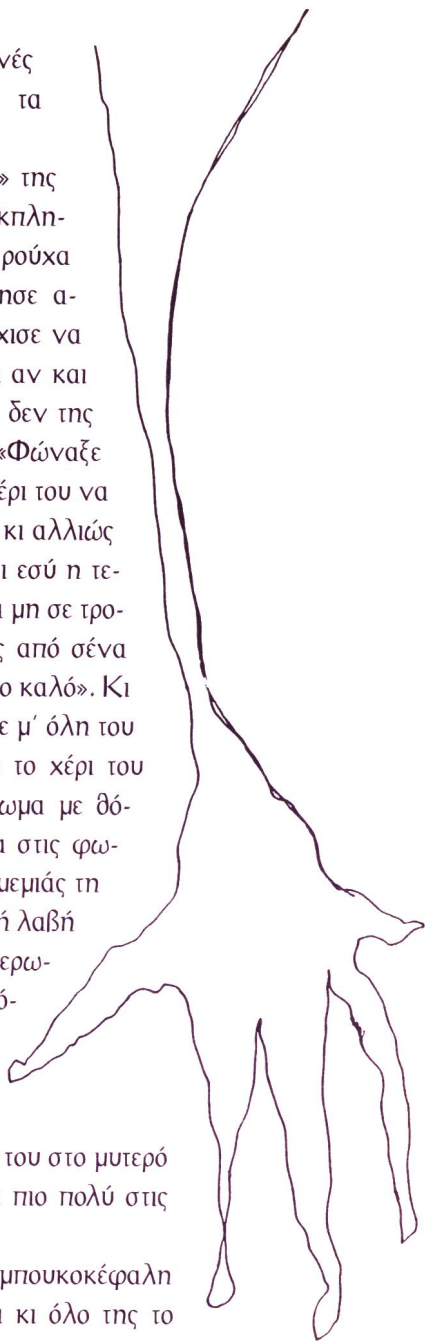 νές
τα
» της
κπλη-
ρούχα
ησε α-
χισε να
αν και
δεν της
«Φώναξε
έρι του να
κι αλλιώς
ι εσύ η τε-
ι μη σε τρο-
ς από σένα
ο καλό». Κι
ε μ' όλη του
το χέρι του
ωμα με θό-
α στις φω-
μεμιάς τη
ή λαβή
ερω-
ό-
του στο μυτερό
πιο πολύ στις
μπουκοκέφαλη
ι κι όλο της το